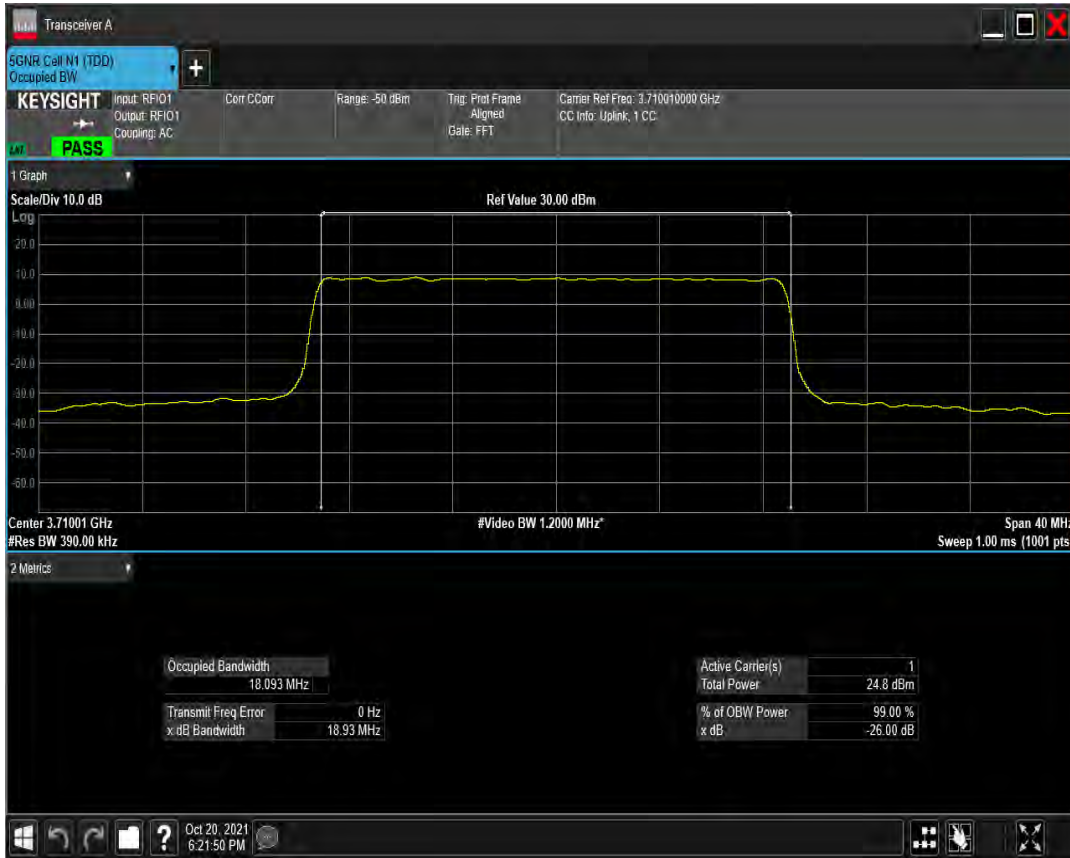 Transceiver A
5GNR Cell N1 (TDD)
Occupied BW
+
KEYSIGHT
Input: RFIO1
Output: RFIO1
Coupling: AC
Corr CCorr
Range: -50 dBm
Trig: Prot Frame
Aligned
Gate: FFT
Carrier Ref Freq: 3.710010000 GHz
CC Info: Uplink, 1 CC
PASS
1 Graph
Scale/Div 10.0 dB
Ref Value 30.00 dBm
Log
20.0
10.0
0.00
-10.0
-20.0
-30.0
-40.0
-50.0
-60.0
Center 3.71001 GHz
#Video BW 1.2000 MHz*
Span 40 MHz
#Res BW 390.00 kHz
Sweep 1.00 ms (1001 pts
2 Metrics
Occupied Bandwidth
18.093 MHz
Transmit Freq Error 0 Hz
x dB Bandwidth 18.93 MHz
Active Carrier(s) 1
Total Power 24.8 dBm
% of OBW Power 99.00 %
x dB -26.00 dB
?
Oct 20, 2021
6:21:50 PM